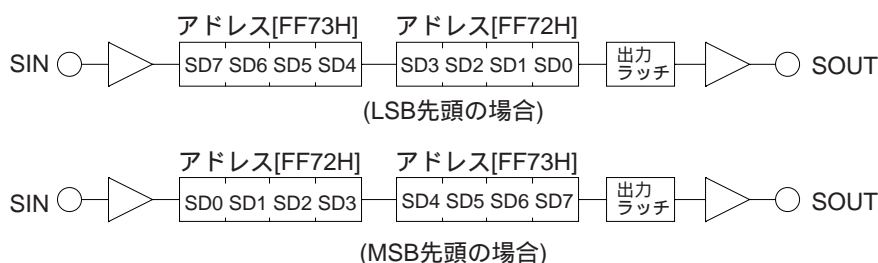 アドレス[FF73H] アドレス[FF72H]
SIN SD7 SD6 SD5 SD4 SD3 SD2 SD1 SD0 出力 SOUT
ラッチ
(LSB先頭の場合)
アドレス[FF72H] アドレス[FF73H]
SIN SD0 SD1 SD2 SD3 SD4 SD5 SD6 SD7 出力 SOUT
ラッチ
(MSB先頭の場合)